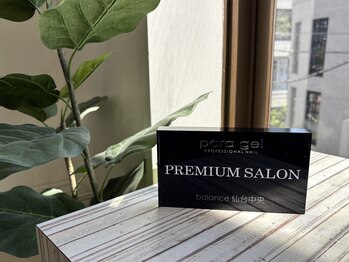 para gel
PROFESSIONAL NAIL
PREMIUM SALON
balance 仙台中央